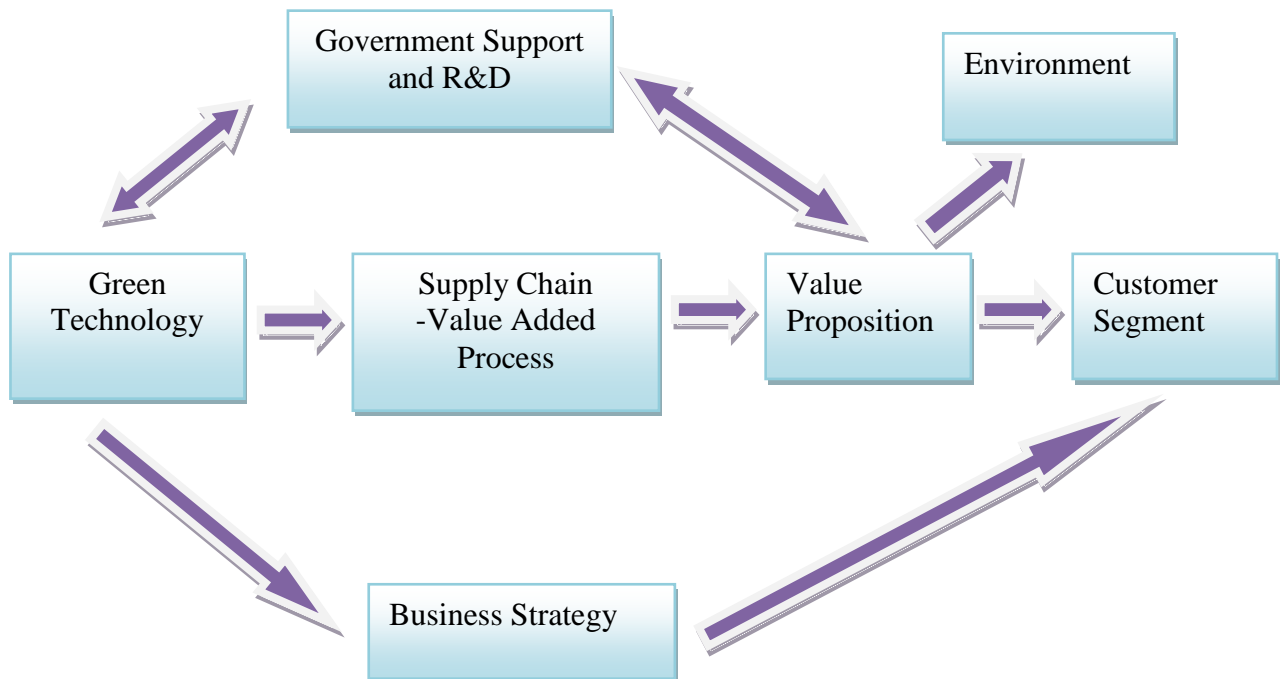 Government Support
and R&D
Environment
Green
Technology
Supply Chain
-Value Added
Process
Value
Proposition
Customer
Segment
Business Strategy